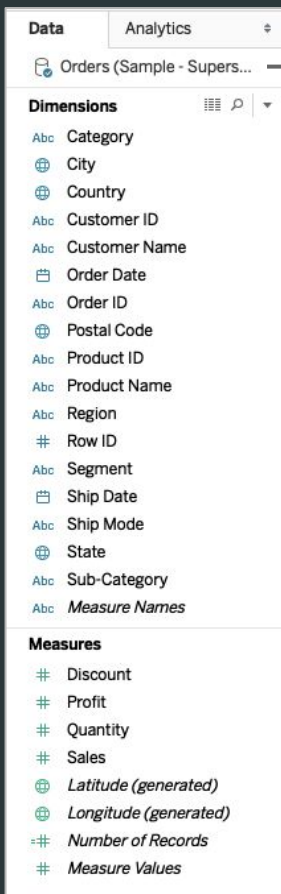 Data Analytics
Orders (Sample - Supers...
Dimensions
Abc Category
City
Country
Abc Customer ID
Abc Customer Name
Order Date
Abc Order ID
Postal Code
Abc Product ID
Abc Product Name
Abc Region
# Row ID
Abc Segment
Ship Date
Abc Ship Mode
State
Abc Sub-Category
Abc Measure Names
Measures
# Discount
# Profit
# Quantity
# Sales
Latitude (generated)
Longitude (generated)
=# Number of Records
# Measure Values